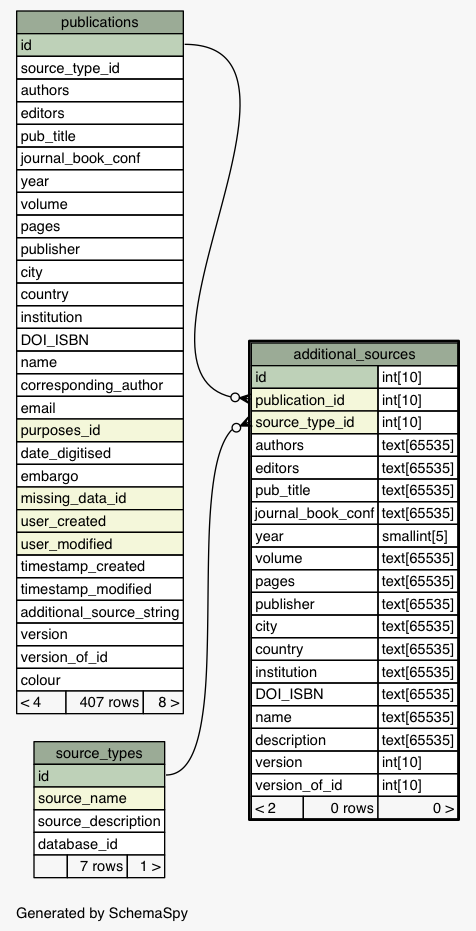 publications
id
source_type_id
authors
editors
pub_title
journal_book_conf
year
volume
pages
publisher
city
country
institution
DOI_ISBN
name
corresponding_author
email
purposes_id
date_digitised
embargo
missing_data_id
user_created
user_modified
timestamp_created
timestamp_modified
additional_source_string
version
version_of_id
colour
< 4 407 rows 8 >
additional_sources
id int[10]
publication_id int[10]
source_type_id int[10]
authors text[65535]
editors text[65535]
pub_title text[65535]
journal_book_conf text[65535]
year smallint[5]
volume text[65535]
pages text[65535]
publisher text[65535]
city text[65535]
country text[65535]
institution text[65535]
DOI_ISBN text[65535]
name text[65535]
description text[65535]
version int[10]
version_of_id int[10]
< 2 0 rows 0 >
source_types
id
source_name
source_description
database_id
7 rows 1 >
Generated by SchemaSpy